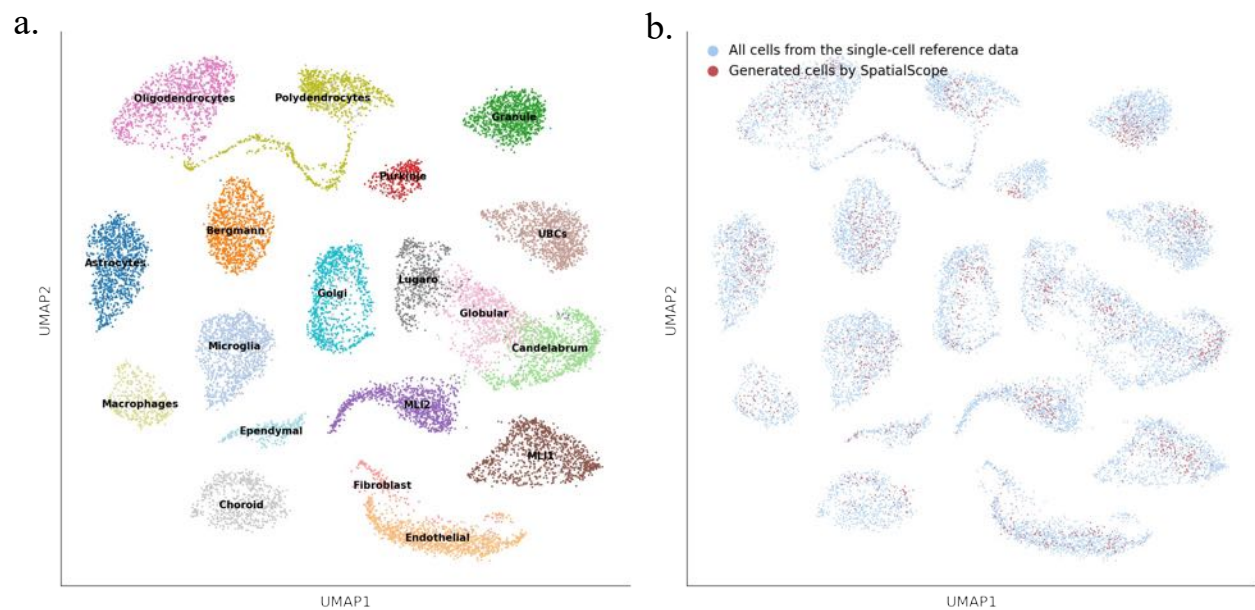 a.
Oligodendrocytes
Polydendrocytes
Granule
Purkinje
Bergmann
UBCs
Astrocytes
Lugaro
Golgi
Globular
Microglia
Candelabrum
Macrophages
MLI2
Ependymal
MLI1
Fibroblast
Choroid
Endothelial
UMAP2
UMAP1
b.
All cells from the single-cell reference data
Generated cells by SpatialScope
UMAP2
UMAP1